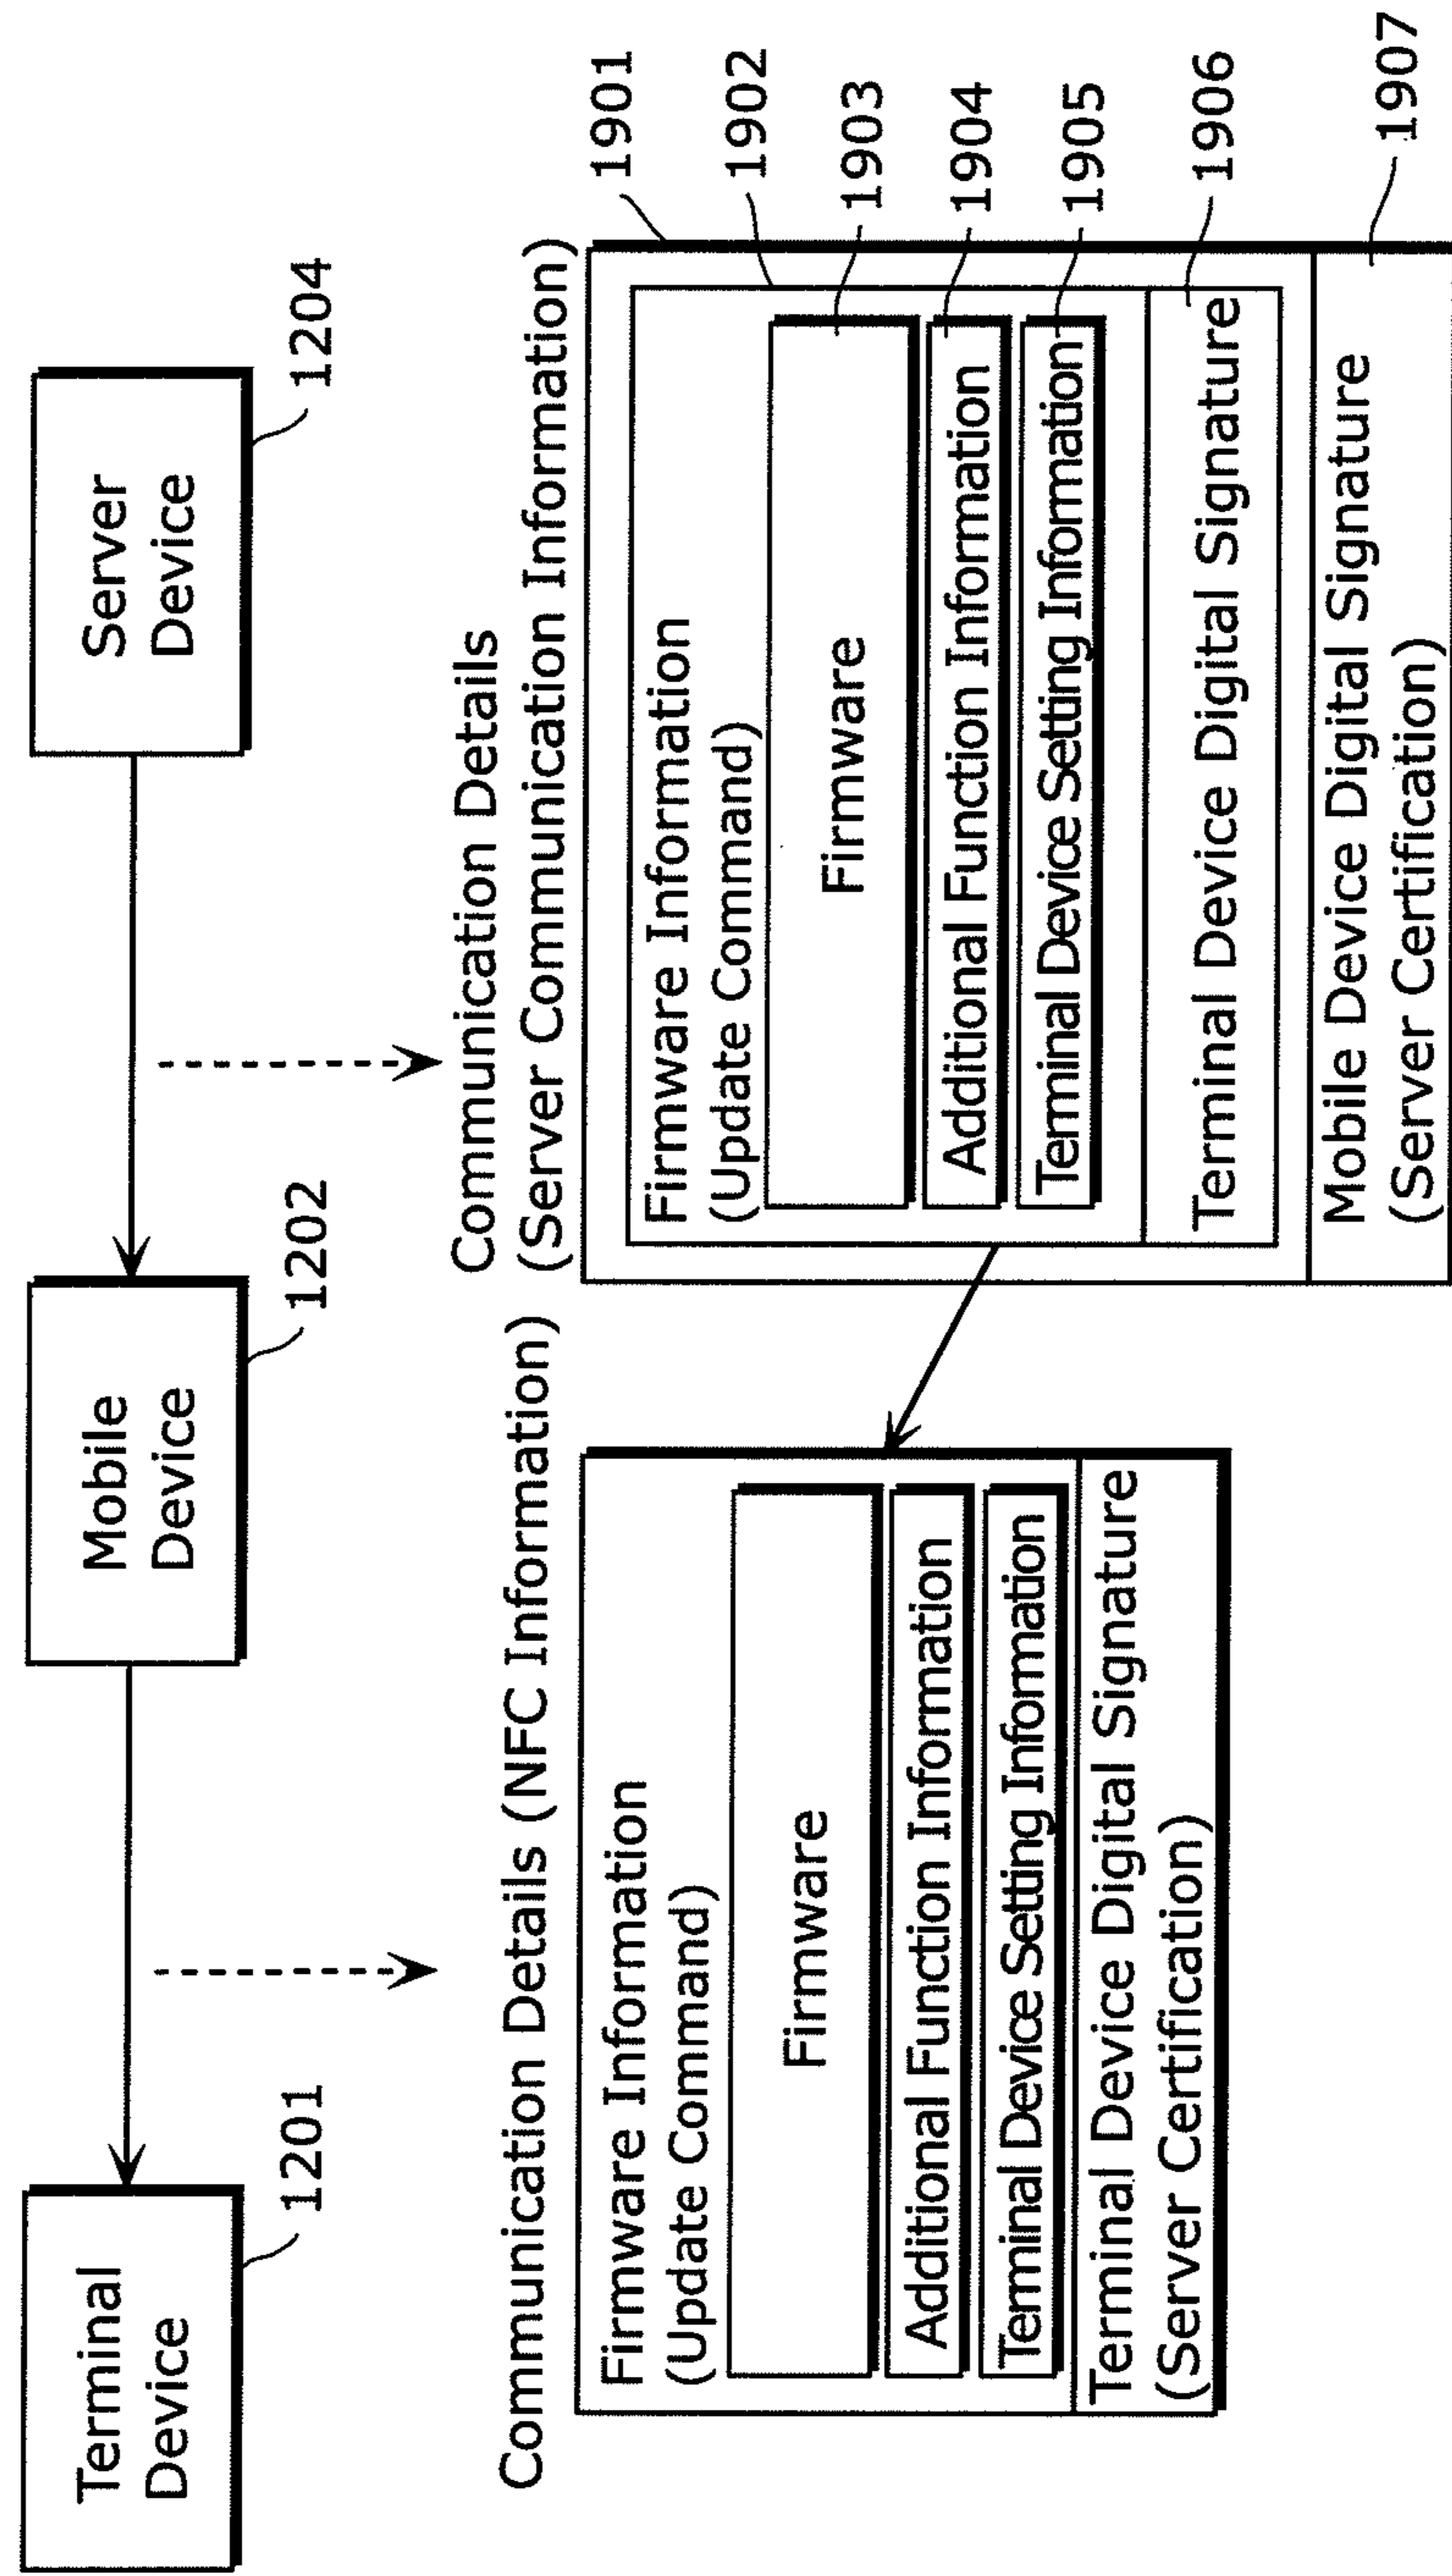 Terminal
Device
1201
Mobile
Device
1202
Server
Device
1204
Communication Details (NFC Information)
Firmware Information
(Update Command)
Firmware
Additional Function Information
Terminal Device Setting Information
Terminal Device Digital Signature
(Server Certification)
Communication Details
(Server Communication Information)
Firmware Information
(Update Command)
Firmware
Additional Function Information
Terminal Device Setting Information
Terminal Device Digital Signature
Mobile Device Digital Signature
(Server Certification)
1901
1902
1903
1904
1905
1906
1907